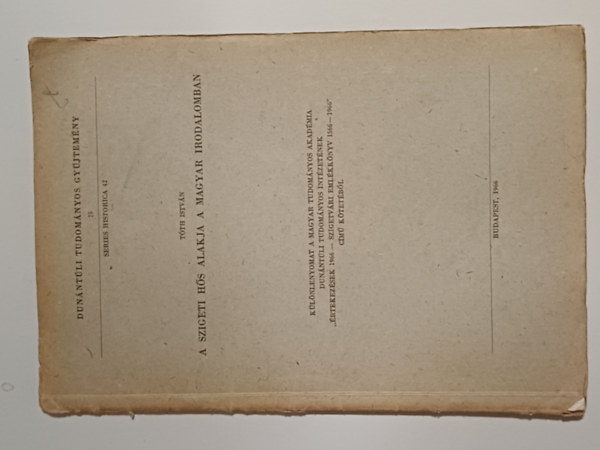 DUNÁNTÚLI TUDOMÁNYOS GYŰJTEMÉNY
SERIES HISTORICA 42
TÓTH ISTVÁN
A SZIGETI HŐS ALAKJA A MAGYAR IRODALOMBAN
KÜLÖNLENYOMAT A MAGYAR TUDOMÁNYOS AKADÉMIA
DUNÁNTÚLI TUDOMÁNYOS INTÉZETÉNEK
„ÉRTEKEZÉSEK 1966 — SZIGETVÁRI EMLÉKKÖNYV 1566—1966”
CÍMŰ KÖTETÉBŐL
BUDAPEST, 1966